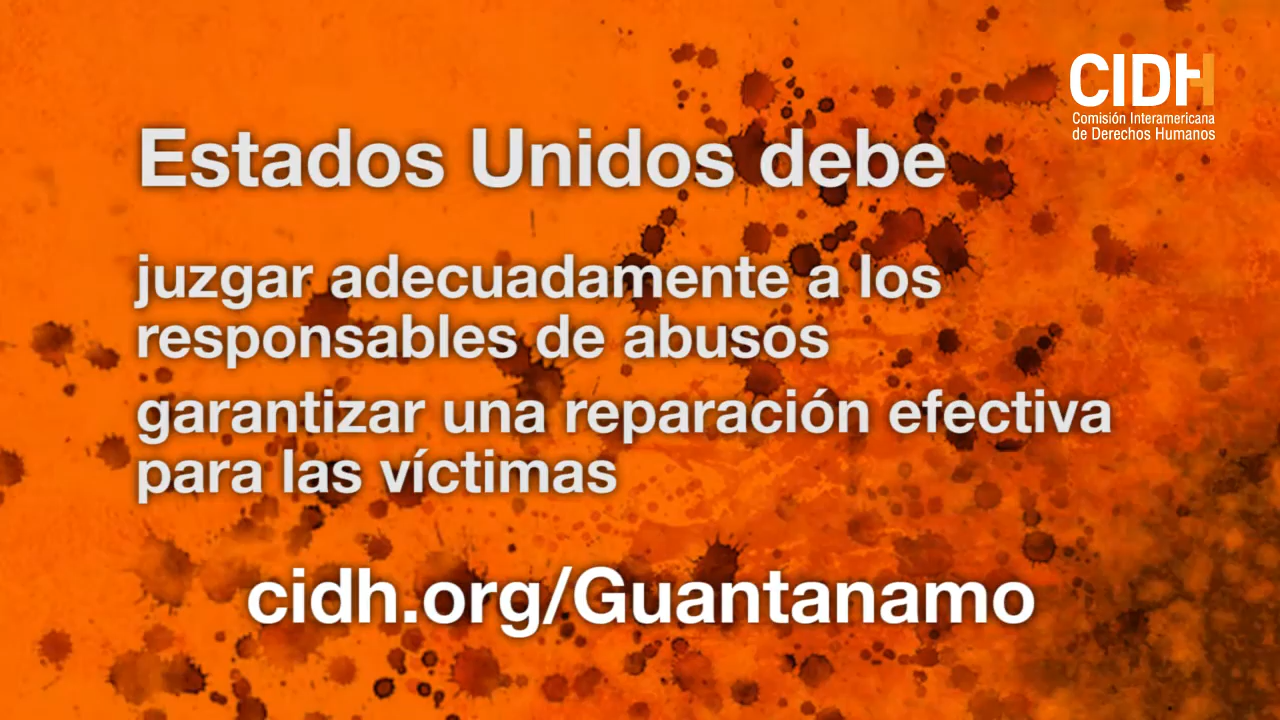 CIDH
Comisión Interamericana
de Derechos Humanos
Estados Unidos debe
juzgar adecuadamente a los
responsables de abusos
garantizar una reparación efectiva
para las víctimas
cidh.org/Guantanamo